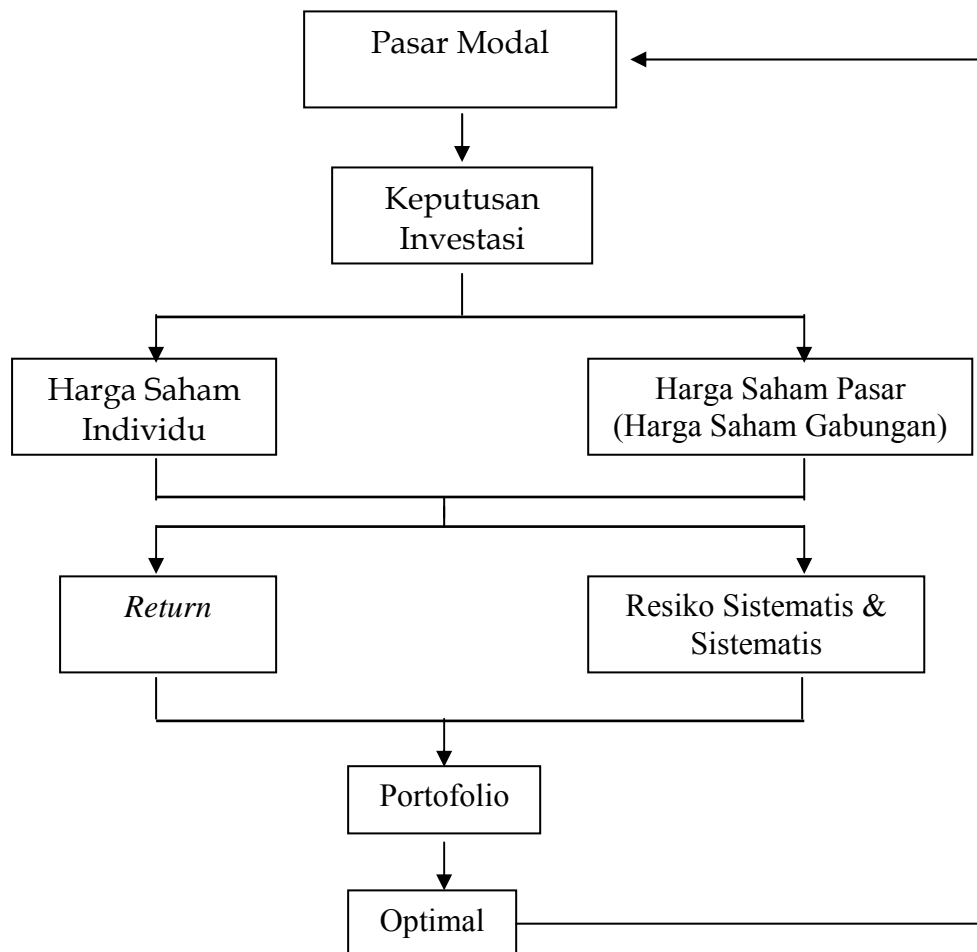 Pasar Modal
Keputusan
Investasi
Harga Saham
Individu
Harga Saham Pasar
(Harga Saham Gabungan)
Return
Resiko Sistematis &
Sistematis
Portofolio
Optimal